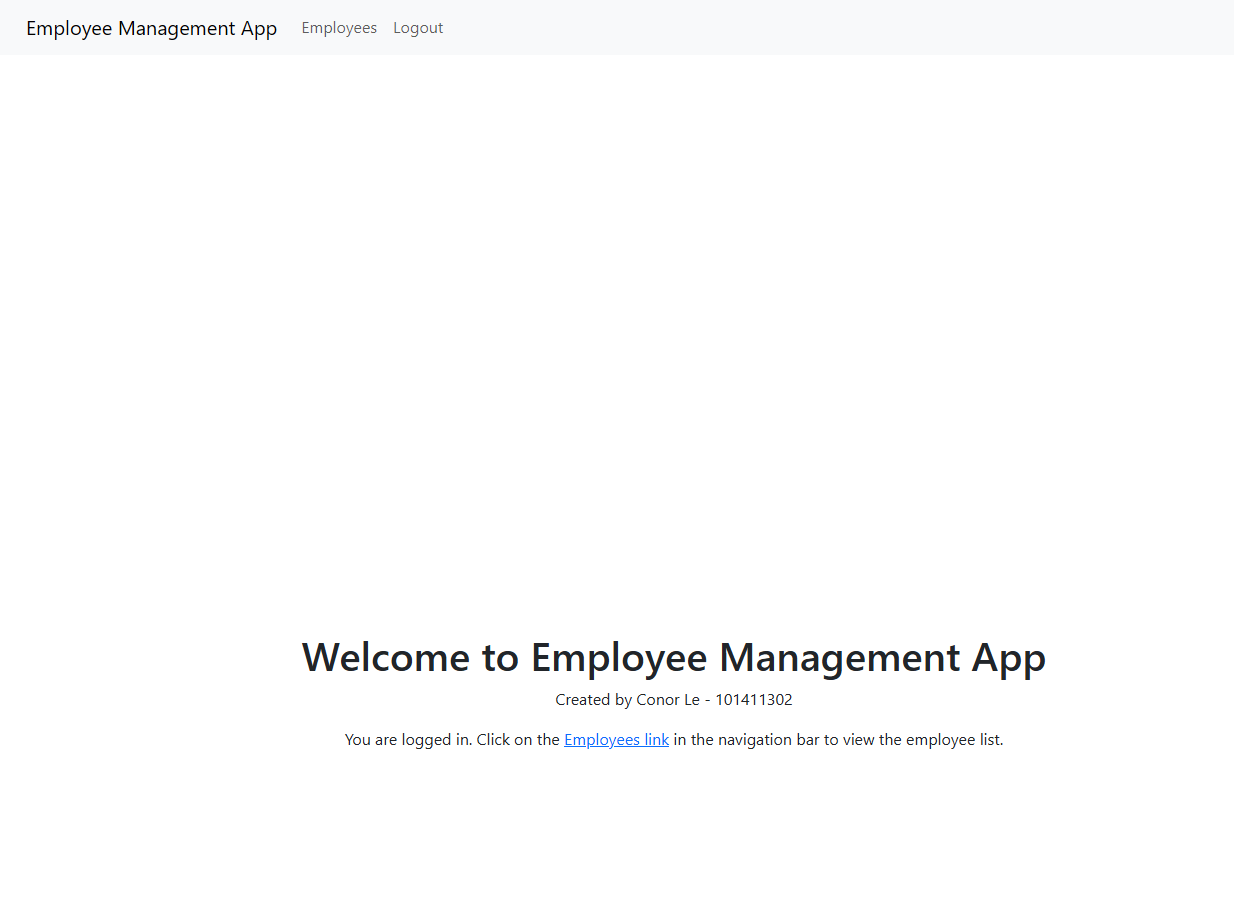 Employee Management App Employees Logout
Welcome to Employee Management App
Created by Conor Le - 101411302
You are logged in. Click on the Employees link in the navigation bar to view the employee list.